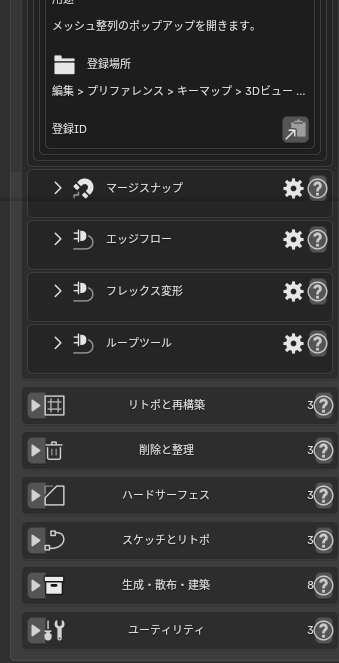 用途
メッシュ整列のポップアップを開きます。
登録場所
編集 > プリファレンス > キーマップ > 3Dビュー ...
登録ID
マージスナップ
エッジフロー
フレックス変形
ループツール
リトポと再構築 3
削除と整理 3
ハードサーフェス 3
スケッチとリトポ 3
生成・散布・建築 8
ユーティリティ 3